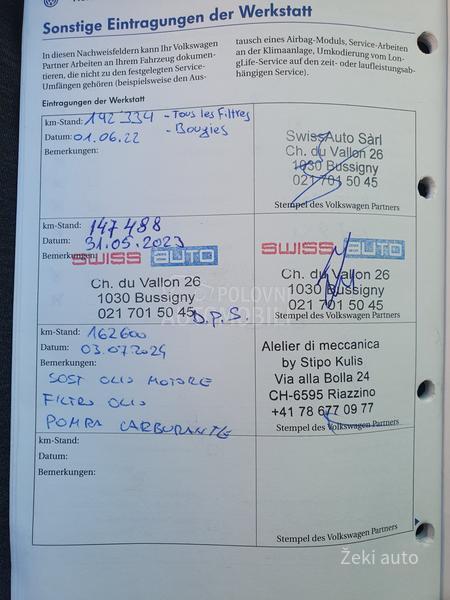 Sonstige Eintragungen der Werkstatt
In diesen Nachweisfeldern kann Ihr Volkswagen
Partner Arbeiten an Ihrem Fahrzeug dokumen-
tieren, die nicht zu den festgelegten Service-
Umfängen gehören (beispielsweise den Aus-
tausch eines Airbag-Moduls, Service-Arbeiten
an der Klimaanlage, Umkodierung vom Lon-
gLife-Service auf den zeit- oder laufleistungsab-
hängigen Service).
Eintragungen der Werkstatt
km-Stand: 142 334 - Tous les Filtres
Datum: 01.06.22 - Bougies
Bemerkungen:
SwissAuto Sàrl
Ch. du Vallon 26
1030 Bussigny
021 701 50 45
Stempel des Volkswagen Partners
km-Stand: 147 488
Datum: 31.05.2023
Bemerkungen:
SWISS AUTO
Ch. du Vallon 26
1030 Bussigny
021 701 50 45
D.P.S.
SWISS AUTO
Ch. du Vallon 26
1030 Bussigny
021 701 50 45
Stempel des Volkswagen Partners
km-Stand: 162600
Datum: 03.07.2024
Bemerkungen:
SOST OLIO MOTORE
FILTRO OLIO
POMPA CARBURANTE
Atelier di meccanica
by Stipo Kulis
Via alla Bolla 24
CH-6595 Riazzino
+41 78 677 09 77
Stempel des Volkswagen Partners
km-Stand:
Datum:
Bemerkungen:
Stempel des Volkswagen Partners
Žeki auto